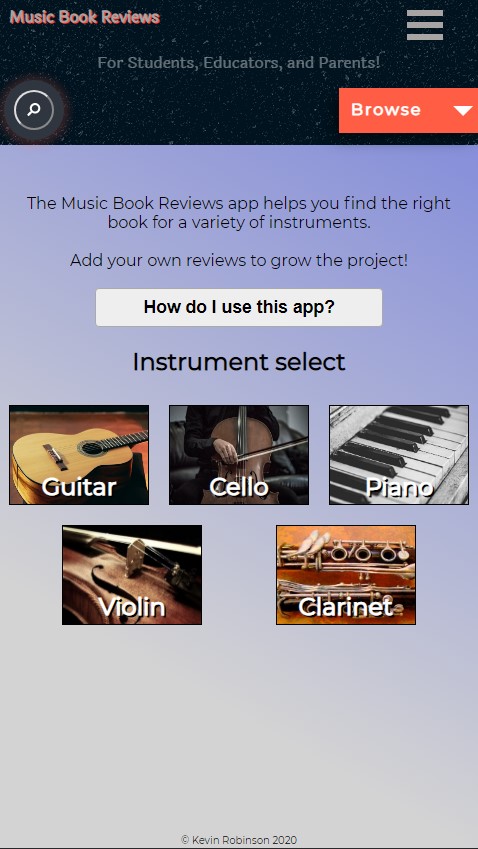 Music Book Reviews
For Students, Educators, and Parents!
Browse
The Music Book Reviews app helps you find the right
book for a variety of instruments.
Add your own reviews to grow the project!
How do I use this app?
Instrument select
Guitar
Cello
Piano
Violin
Clarinet
© Kevin Robinson 2020